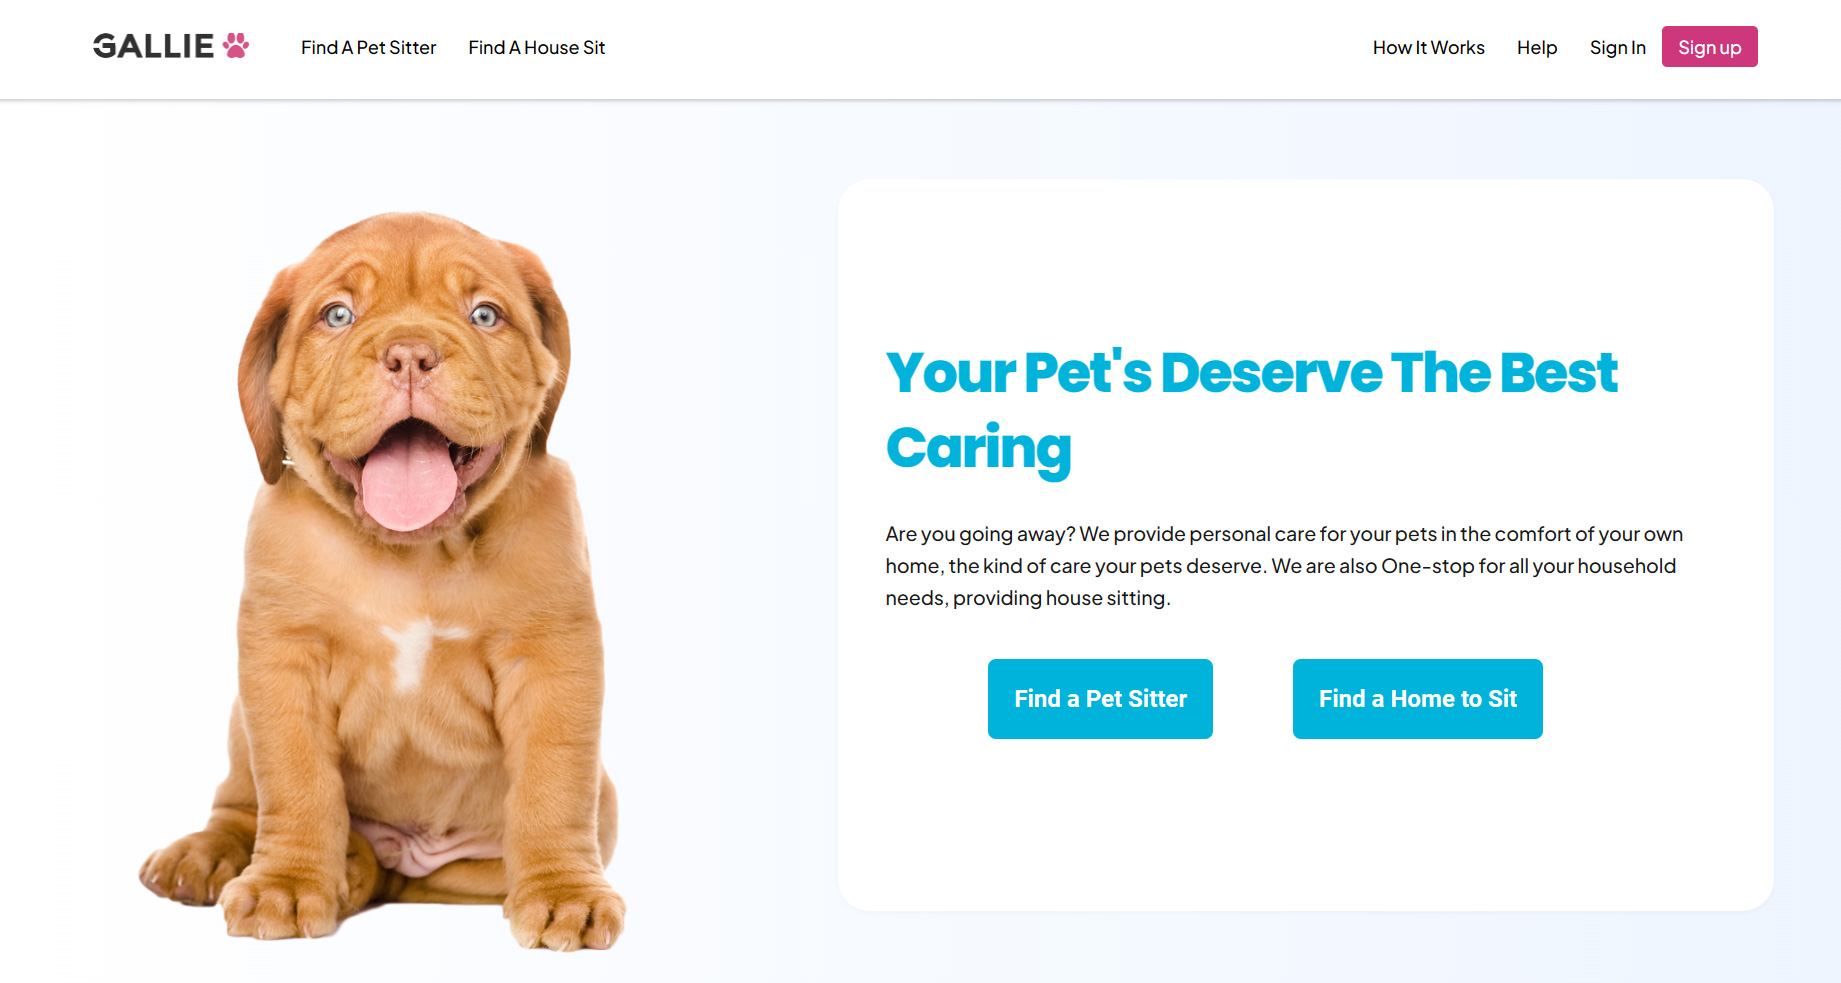 GALLIE
Find A Pet Sitter
Find A House Sit
How It Works
Help
Sign In
Sign up
Your Pet's Deserve The Best
Caring
Are you going away? We provide personal care for your pets in the comfort of your own
home, the kind of care your pets deserve. We are also One-stop for all your household
needs, providing house sitting.
Find a Pet Sitter
Find a Home to Sit